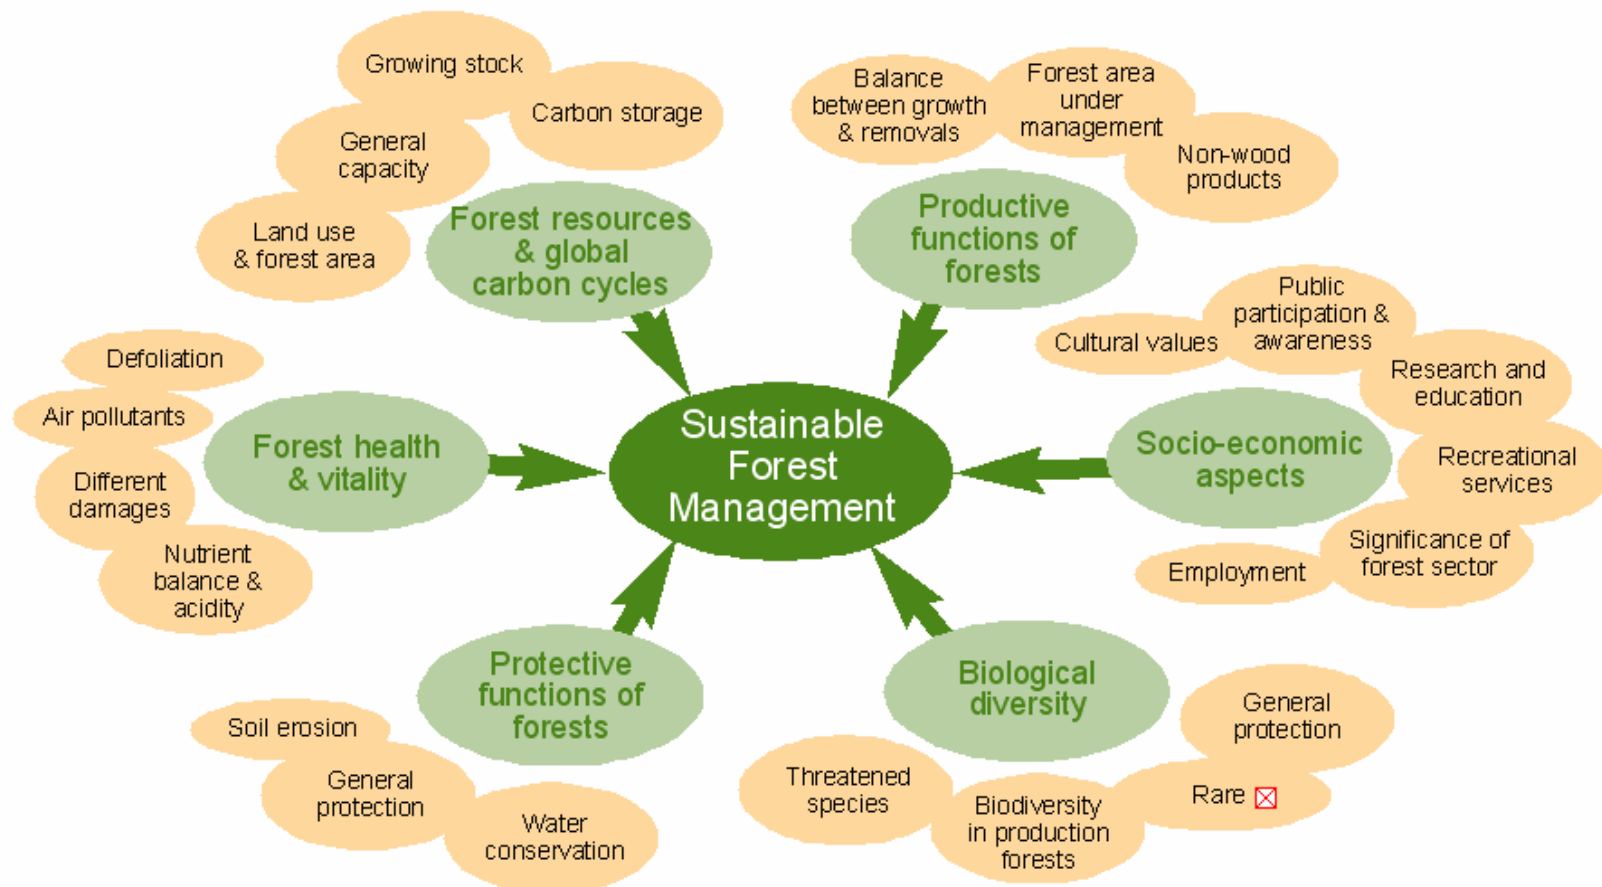 Growing stock
Carbon storage
General
capacity
Land use
& forest area
Forest resources
& global
carbon cycles
Balance
between growth
& removals
Forest area
under
management
Non-wood
products
Productive
functions of
forests
Public
participation &
awareness
Cultural values
Research and
education
Recreational
services
Significance of
forest sector
Employment
Socio-economic
aspects
Defoliation
Air pollutants
Different
damages
Nutrient
balance &
acidity
Forest health
& vitality
Sustainable
Forest
Management
Protective
functions of
forests
Soil erosion
General
protection
Water
conservation
Biological
diversity
General
protection
Rare
Biodiversity
in production
forests
Threatened
species